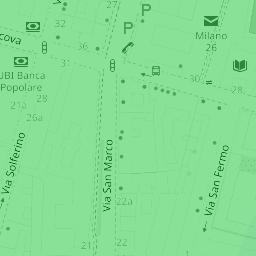 27
32
P
P
Milano
26
cova
36
31
30
28
UBI Banca
Popolare
21a
28
26a
Via Solferino
Via San Marco
Via San Fermo
22a
21
22